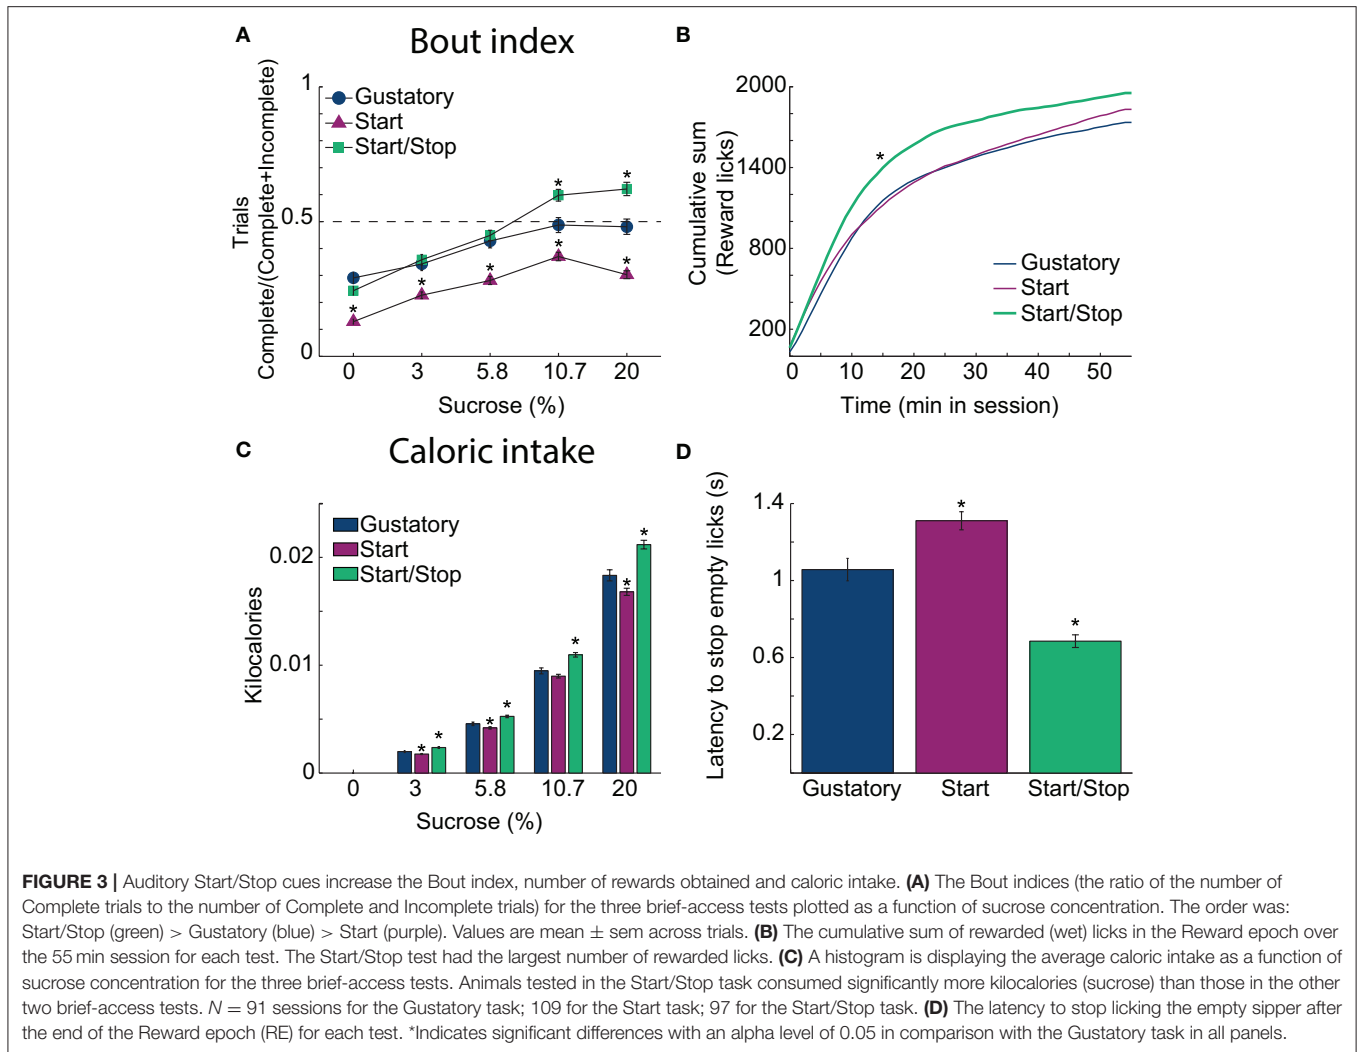 A
Bout index
1
Gustatory
Start
Start/Stop
Trials
Complete/(Complete+Incomplete)
0.5
0
* * * * * * *
0 3 5.8 10.7 20
Sucrose (%)
B
2000
1400
800
200
Cumulative sum
(Reward licks)
*
Gustatory
Start
Start/Stop
0 10 20 30 40 50
Time (min in session)
C
Caloric intake
Gustatory
Start
Start/Stop
0.02
0.01
0
Kilocalories
* * * * * * *
0 3 5.8 10.7 20
Sucrose (%)
D
Latency to stop empty licks (s)
1.4
1
0.6
0.2
* *
Gustatory Start Start/Stop
FIGURE 3 | Auditory Start/Stop cues increase the Bout index, number of rewards obtained and caloric intake. (A) The Bout indices (the ratio of the number of
Complete trials to the number of Complete and Incomplete trials) for the three brief-access tests plotted as a function of sucrose concentration. The order was:
Start/Stop (green) > Gustatory (blue) > Start (purple). Values are mean ± sem across trials. (B) The cumulative sum of rewarded (wet) licks in the Reward epoch over
the 55 min session for each test. The Start/Stop test had the largest number of rewarded licks. (C) A histogram is displaying the average caloric intake as a function of
sucrose concentration for the three brief-access tests. Animals tested in the Start/Stop task consumed significantly more kilocalories (sucrose) than those in the other
two brief-access tests. N = 91 sessions for the Gustatory task; 109 for the Start task; 97 for the Start/Stop task. (D) The latency to stop licking the empty sipper after
the end of the Reward epoch (RE) for each test. *Indicates significant differences with an alpha level of 0.05 in comparison with the Gustatory task in all panels.